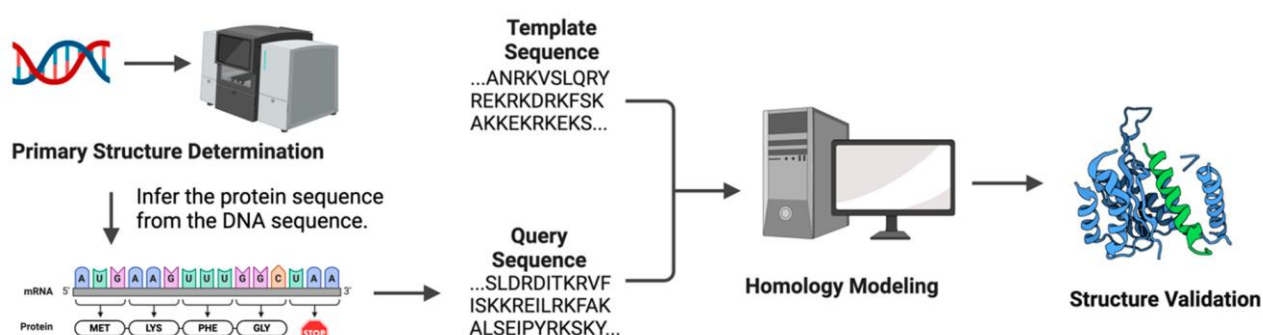 Primary Structure Determination
Infer the protein sequence
from the DNA sequence.
A U G A A G U U U G G C U A A
mRNA 5' 3'
Protein MET LYS PHE GLY STOP
Template
Sequence
...ANRKVSLQRY
REKRKDRKFSK
AKKEKRKEKS...
Query
Sequence
...SLDRDITKRVF
ISKKREILRKFAK
ALSEIPYRKSKY...
Homology Modeling
Structure Validation